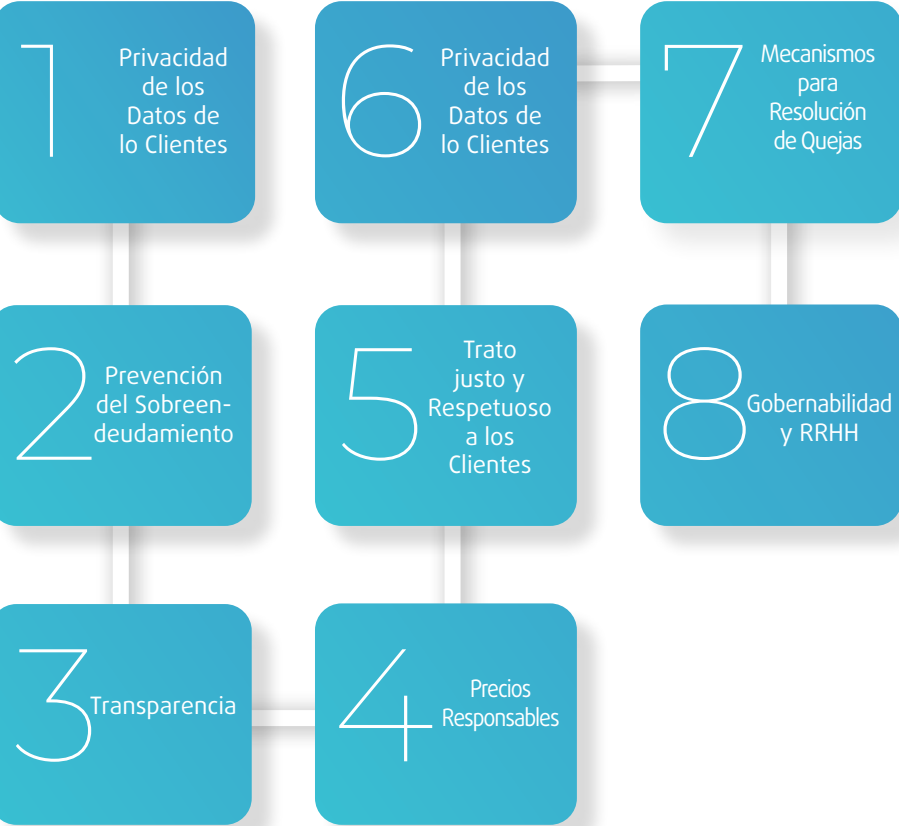 1
Privacidad
de los
Datos de
lo Clientes
2
Prevención
del Sobreen-
deudamiento
3
Transparencia
4
Precios
Responsables
5
Trato
justo y
Respetuoso
a los
Clientes
6
Privacidad
de los
Datos de
lo Clientes
7
Mecanismos
para
Resolución
de Quejas
8
Gobernabilidad
y RRHH